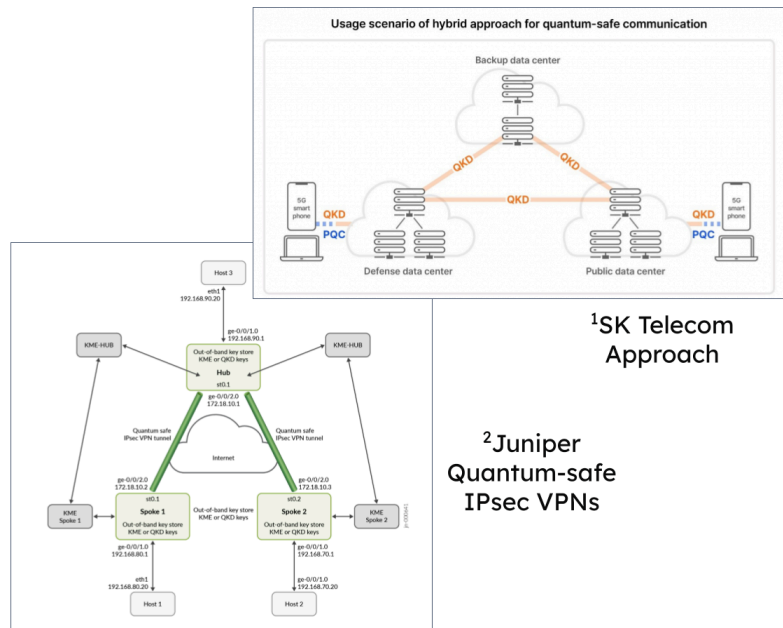 Usage scenario of hybrid approach for quantum-safe communication
Backup data center
QKD
QKD
QKD
5G
smart
phone
QKD
PQC
Defense data center
5G
smart
phone
QKD
PQC
Public data center
¹SK Telecom
Approach
²Juniper
Quantum-safe
IPsec VPNs
Host 3
eth1
192.168.90.20
ge-0/0/1.0
192.168.90.1
KME-HUB
KME-HUB
Out-of-band key store
KME or QKD keys
Hub
st0.1
ge-0/0/2.0
172.18.10.1
Quantum safe
IPsec VPN tunnel
Quantum safe
IPsec VPN tunnel
Internet
ge-0/0/2.0
172.18.10.2
ge-0/0/2.0
172.18.10.3
KME
Spoke 1
st0.1
Spoke 1
Out-of-band key store
KME or QKD keys
Out-of-band key store
KME or QKD keys
st0.2
Spoke 2
Out-of-band key store
KME or QKD keys
KME
Spoke 2
ge-0/0/1.0
192.168.80.1
ge-0/0/1.0
192.168.70.1
eth1
192.168.80.20
ge-0/0/1.0
192.168.70.20
Host 1
Host 2